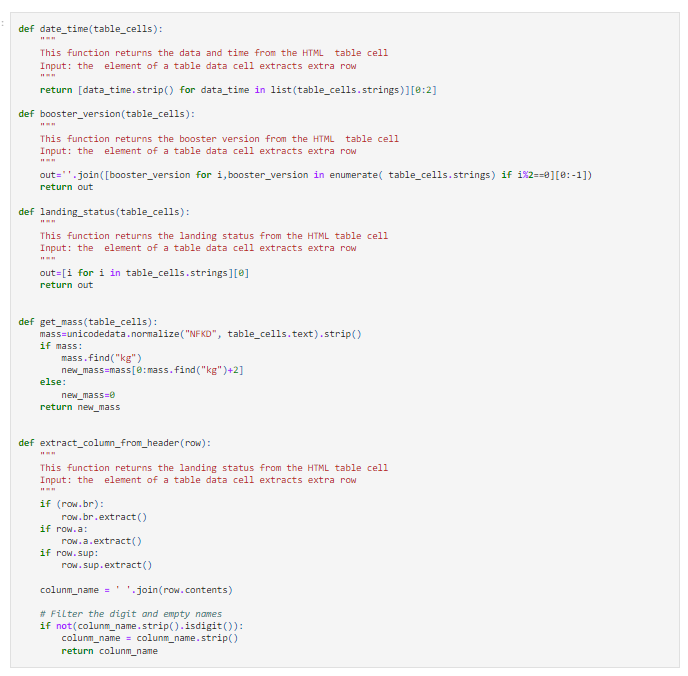 def date_time(table_cells):
    """
    This function returns the data and time from the HTML  table cell
    Input: the  element of a table data cell extracts extra row
    """
    return [data_time.strip() for data_time in list(table_cells.strings)][0:2]

def booster_version(table_cells):
    """
    This function returns the booster version from the HTML  table cell
    Input: the  element of a table data cell extracts extra row
    """
    out=''.join([booster_version for i,booster_version in enumerate( table_cells.strings) if i%2==0][0:-1])
    return out

def landing_status(table_cells):
    """
    This function returns the landing status from the HTML table cell
    Input: the  element of a table data cell extracts extra row
    """
    out=[i for i in table_cells.strings][0]
    return out


def get_mass(table_cells):
    mass=unicodedata.normalize("NFKD", table_cells.text).strip()
    if mass:
        mass.find("kg")
        new_mass=mass[0:mass.find("kg")+2]
    else:
        new_mass=0
    return new_mass


def extract_column_from_header(row):
    """
    This function returns the landing status from the HTML table cell
    Input: the  element of a table data cell extracts extra row
    """
    if (row.br):
        row.br.extract()
    if row.a:
        row.a.extract()
    if row.sup:
        row.sup.extract()

    colunm_name = ' '.join(row.contents)

    # Filter the digit and empty names
    if not(colunm_name.strip().isdigit()):
        colunm_name = colunm_name.strip()
        return colunm_name